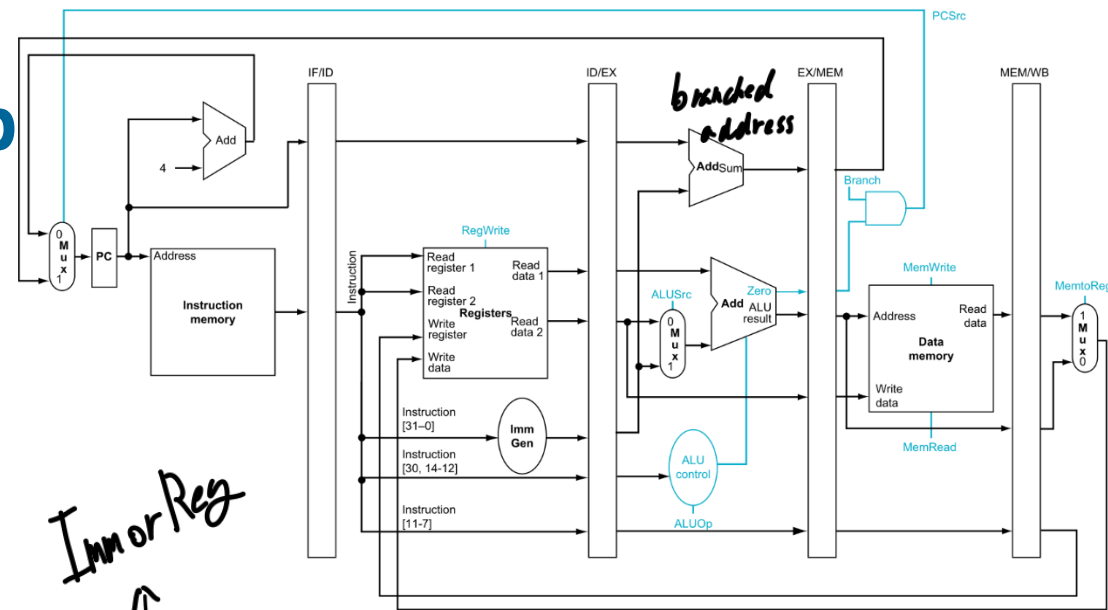 PCSrc
IF/ID
ID/EX
EX/MEM
MEM/WB
branched
address
Add
4
Add Sum
Branch
0
M
u
x
1
PC
Address
Instruction
memory
Instruction
RegWrite
Read
register 1
Read
data 1
Read
register 2
Registers
Write
register
Read
data 2
Write
data
ALUSrc
0
M
u
x
1
Add
Zero
ALU
result
MemWrite
Address
Read
data
Data
memory
Write
data
MemRead
MemtoReg
1
M
u
x
0
Instruction
[31–0]
Imm
Gen
Instruction
[30, 14-12]
ALU
control
Instruction
[11-7]
ALUOp
Imm or Reg